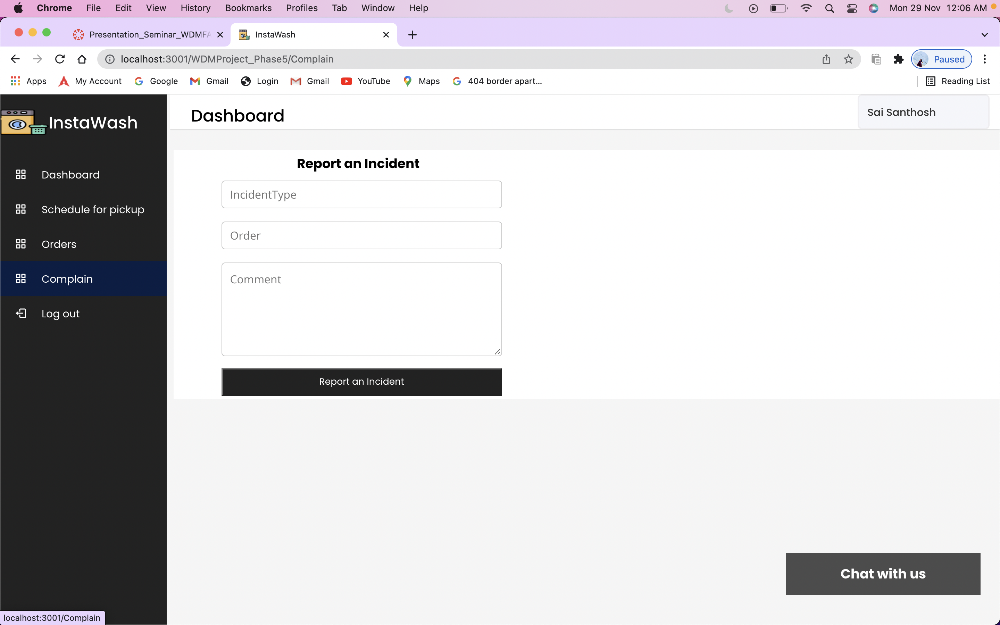 Chrome File Edit View History Bookmarks Profiles Tab Window Help Mon 29 Nov 12:06 AM
Presentation_Seminar_WDMFA InstaWash
localhost:3001/WDMProject_Phase5/Complain Paused
Apps My Account Google Gmail Login Gmail YouTube Maps 404 border apart... Reading List
InstaWash
Dashboard
Schedule for pickup
Orders
Complain
Log out
Dashboard
Sai Santhosh
Report an Incident
IncidentType
Order
Comment
Report an Incident
Chat with us
localhost:3001/Complain